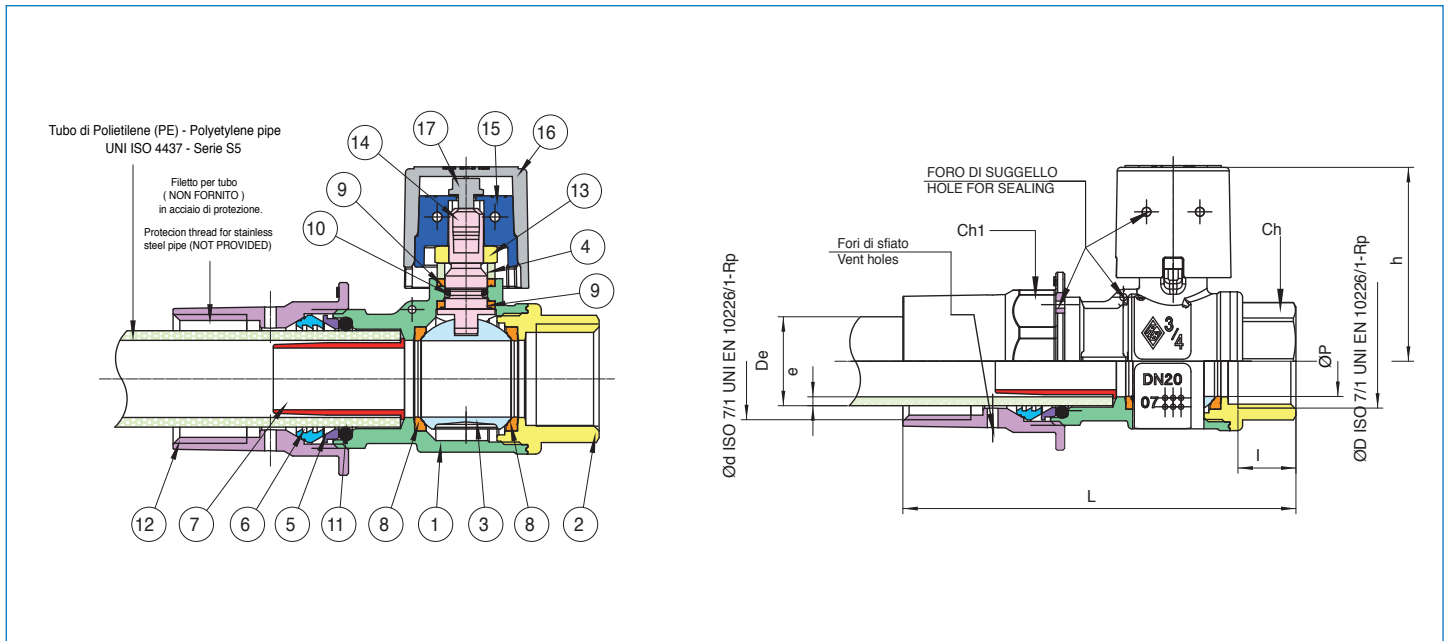 Tubo di Polietilene (PE) - Polyetylene pipe
UNI ISO 4437 - Serie S5
Filetto per tubo
( NON FORNITO )
in acciaio di protezione.
Protecion thread for stainless
steel pipe (NOT PROVIDED)
14
17
15
16
9
13
10
4
9
12
7
6
5
11
8
1
3
8
2
FORO DI SUGGELLO
HOLE FOR SEALING
Ch1
Ch
Fori di sfiato
Vent holes
h
Ød ISO 7/1 UNI EN 10226/1-Rp
De
e
3/4
DN20
07
ØP
ØD ISO 7/1 UNI EN 10226/1-Rp
I
L